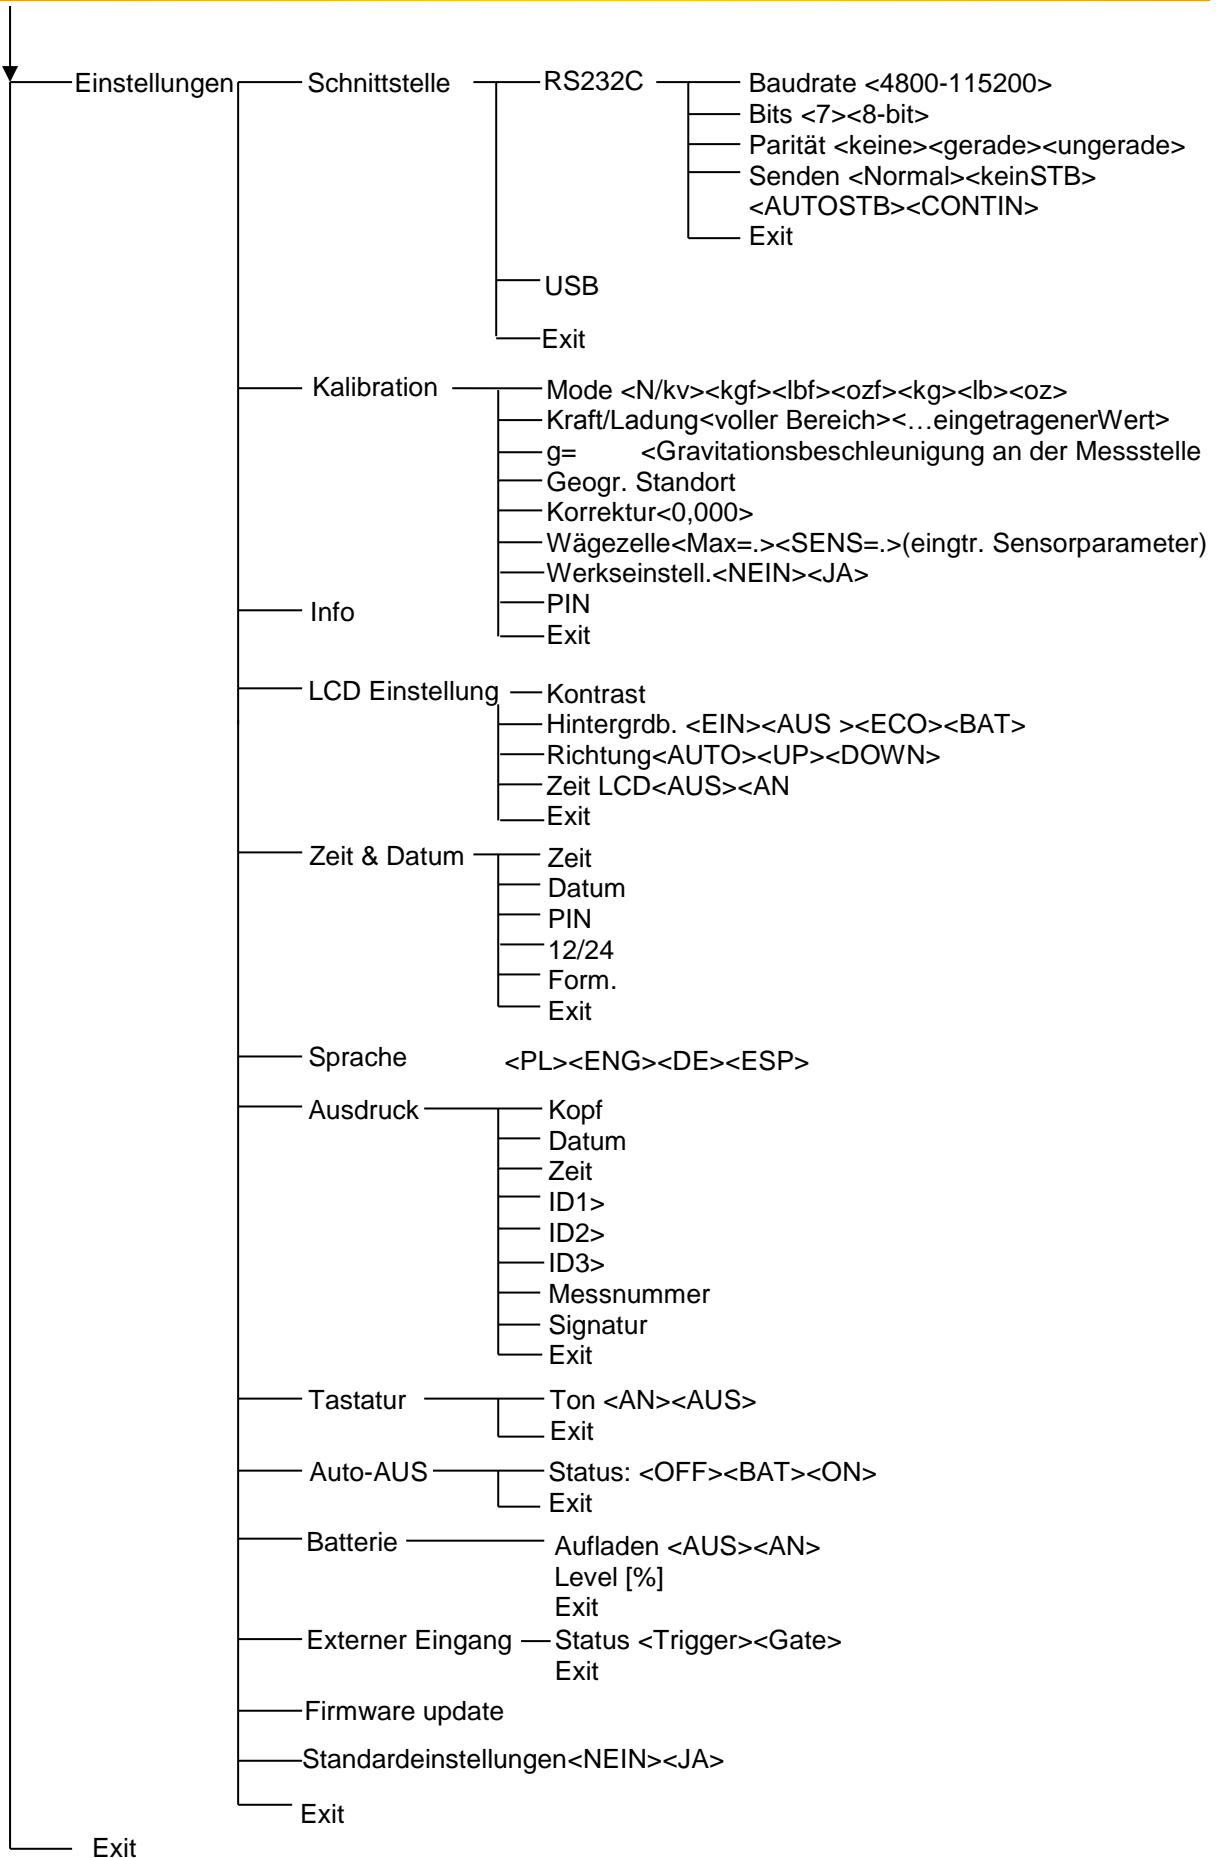 Einstellungen
Schnittstelle
RS232C
Baudrate <4800-115200>
Bits <7><8-bit>
Parität <keine><gerade><ungerade>
Senden <Normal><keinSTB>
<AUTOSTB><CONTIN>
Exit
USB
Exit
Kalibration
Mode <N/kv><kgf><lbf><ozf><kg><lb><oz>
Kraft/Ladung<voller Bereich><…eingetragenerWert>
g= <Gravitationsbeschleunigung an der Messstelle
Geogr. Standort
Korrektur<0,000>
Wägezelle<Max=.><SENS=.>(eingtr. Sensorparameter)
Werkseinstell.<NEIN><JA>
PIN
Exit
Info
LCD Einstellung
Kontrast
Hintergrdb. <EIN><AUS ><ECO><BAT>
Richtung<AUTO><UP><DOWN>
Zeit LCD<AUS><AN
Exit
Zeit & Datum
Zeit
Datum
PIN
12/24
Form.
Exit
Sprache
<PL><ENG><DE><ESP>
Ausdruck
Kopf
Datum
Zeit
ID1>
ID2>
ID3>
Messnummer
Signatur
Exit
Tastatur
Ton <AN><AUS>
Exit
Auto-AUS
Status: <OFF><BAT><ON>
Exit
Batterie
Aufladen <AUS><AN>
Level [%]
Exit
Externer Eingang
Status <Trigger><Gate>
Exit
Firmware update
Standardeinstellungen<NEIN><JA>
Exit
Exit